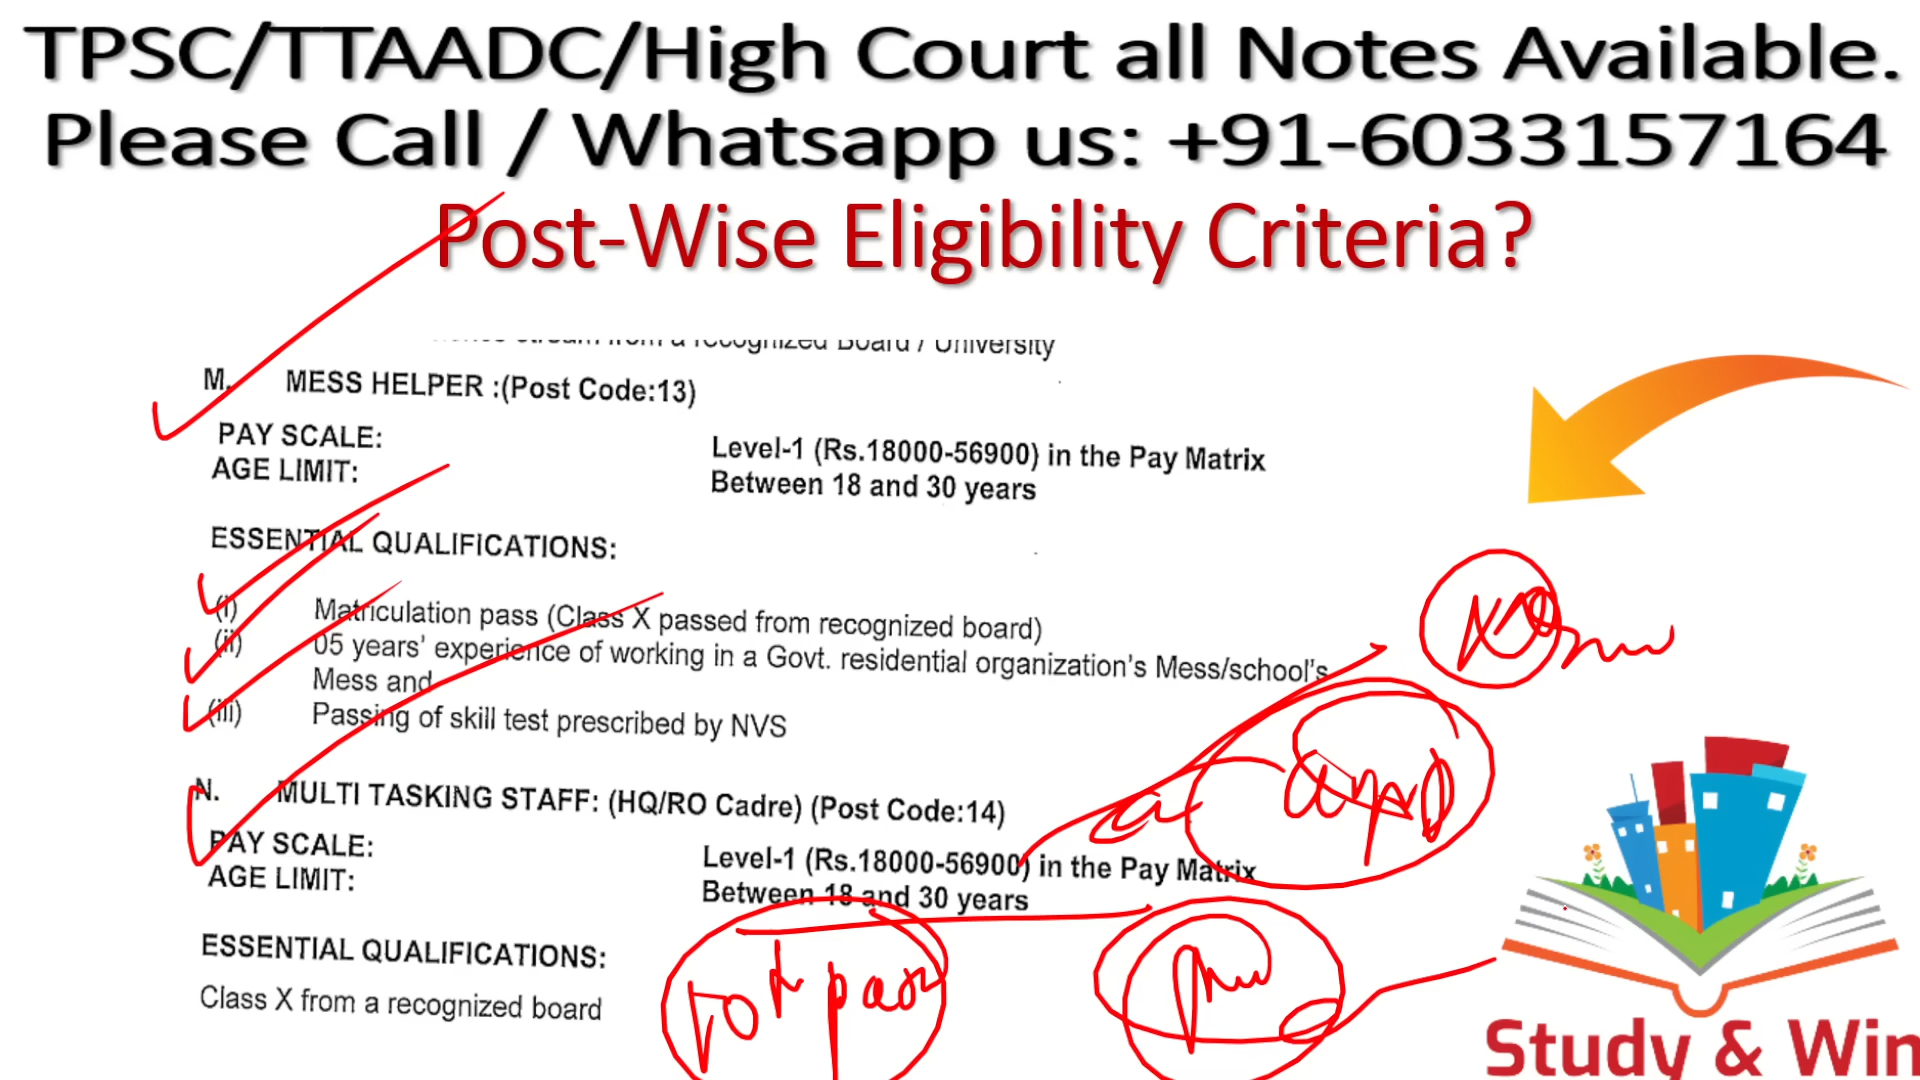 TPSC/TTAADC/High Court all Notes Available.
Please Call / Whatsapp us: +91-6033157164
Post-Wise Eligibility Criteria?
stream from a recognized Board / University
M. MESS HELPER :(Post Code:13)
PAY SCALE: Level-1 (Rs.18000-56900) in the Pay Matrix
AGE LIMIT: Between 18 and 30 years
ESSENTIAL QUALIFICATIONS:
(i) Matriculation pass (Class X passed from recognized board)
(ii) 05 years' experience of working in a Govt. residential organization's Mess/school's
Mess and
(iii) Passing of skill test prescribed by NVS
N. MULTI TASKING STAFF: (HQ/RO Cadre) (Post Code:14)
PAY SCALE: Level-1 (Rs.18000-56900) in the Pay Matrix
AGE LIMIT: Between 18 and 30 years
ESSENTIAL QUALIFICATIONS:
Class X from a recognized board
10th pass
Study & Win